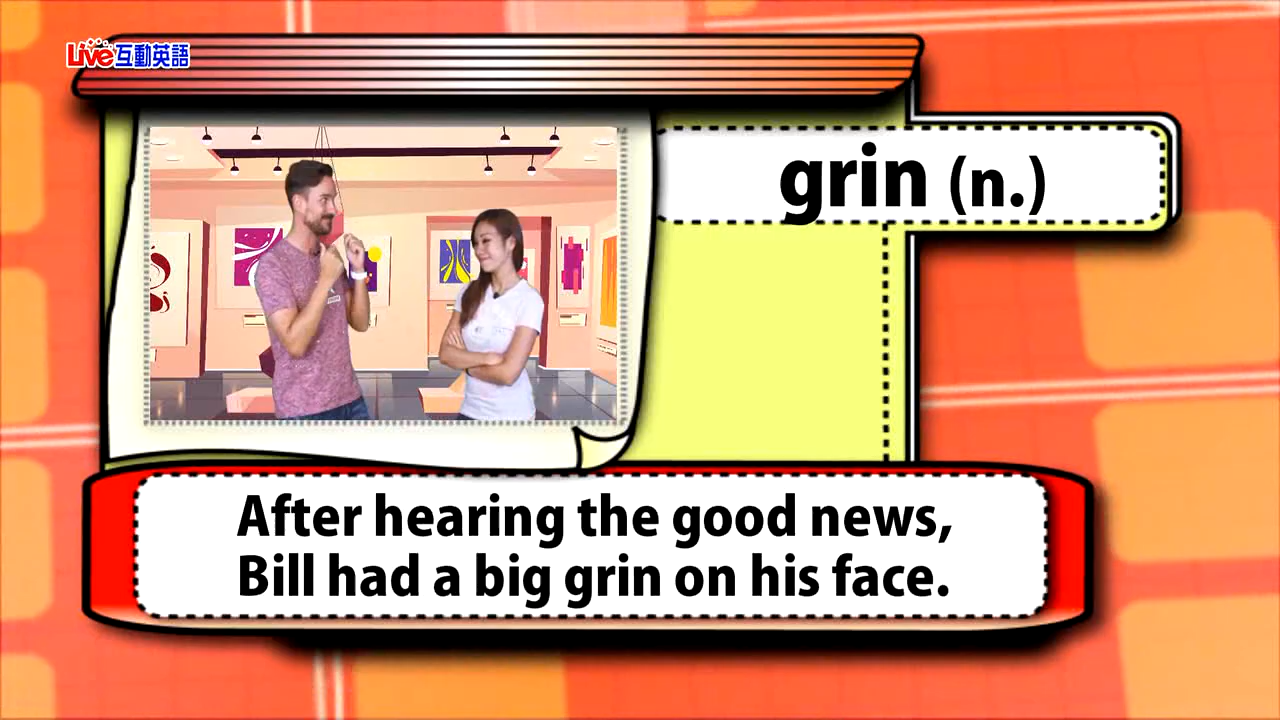 Live互動英語
grin (n.)
After hearing the good news,
Bill had a big grin on his face.